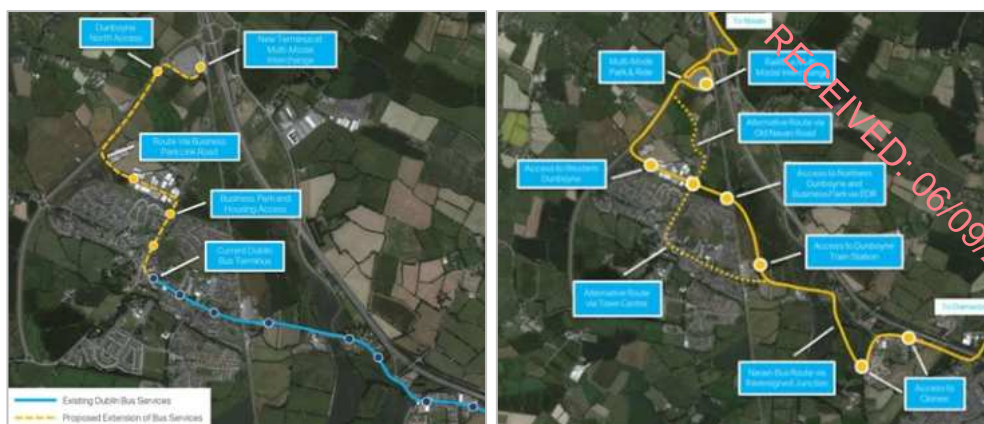 Dunboyne
North Access
New Terminus at
Multi-Modal
Interchange
Route via Business
Park Link Road
Business Park and
Housing Access
Current Dublin
Bus Terminus
Existing Dublin Bus Services
Proposed Extension of Bus Services
To Navan
Multi-Mode
Park & Ride
Alternative Route via
Old Navan Road
Access to Western
Dunboyne
Access to Northern
Dunboyne and
Business Park via EDR
Access to Dunboyne
Train Station
Alternative Route
via Town Centre
Navan Bus Route via
Redesigned Junction
Access to
Clonee
RECEIVED: 06/09/